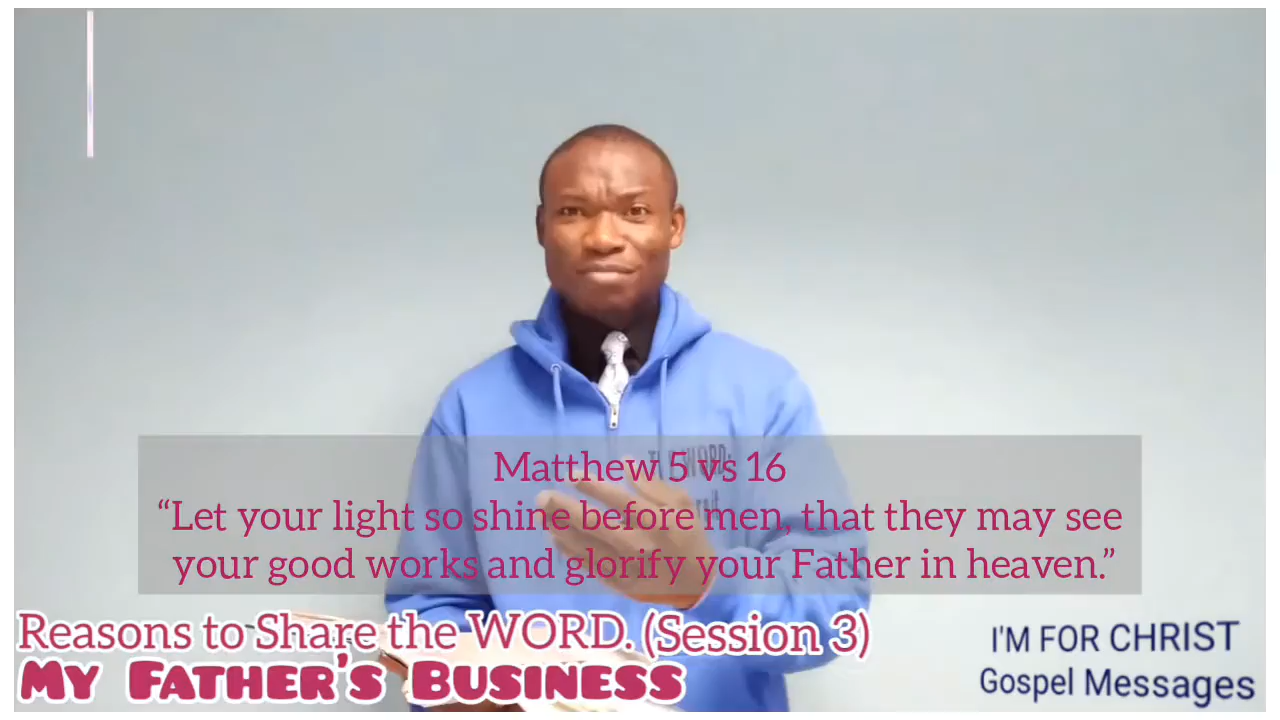 Matthew 5 vs 16
“Let your light so shine before men, that they may see
your good works and glorify your Father in heaven.”
Reasons to Share the WORD. (Session 3)
My Father's Business
I'M FOR CHRIST
Gospel Messages